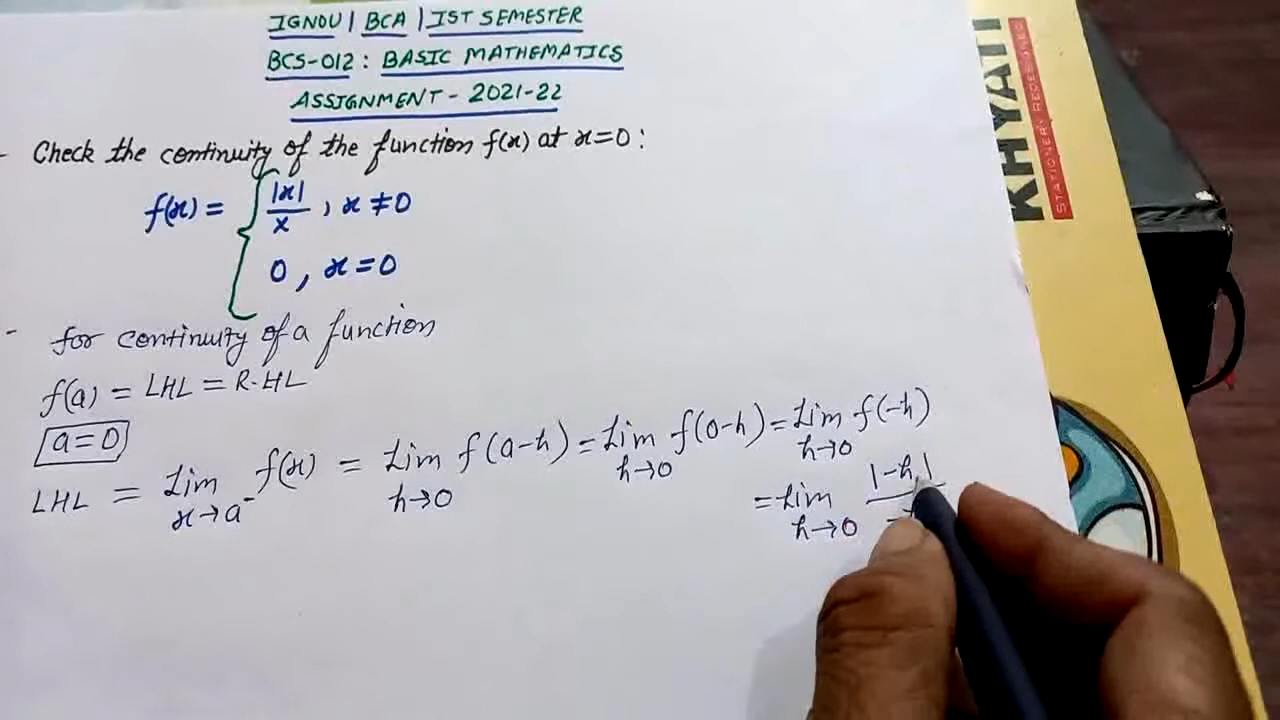 IGNOU | BCA | IST SEMESTER
BCS-012 : BASIC MATHEMATICS
ASSIGNMENT - 2021-22
- Check the continuity of the function f(x) at x=0 :
f(x) = { |x|/x , x ≠ 0
0 , x = 0
- for continuity of a function
f(a) = LHL = R.HL
a = 0
LHL = Lim x→a⁻ f(x) = Lim h→0 f(a-h) = Lim h→0 f(0-h) = Lim h→0 f(-h)
= Lim h→0 |-h|
KHYATI
STATIONERY REDESIGNED